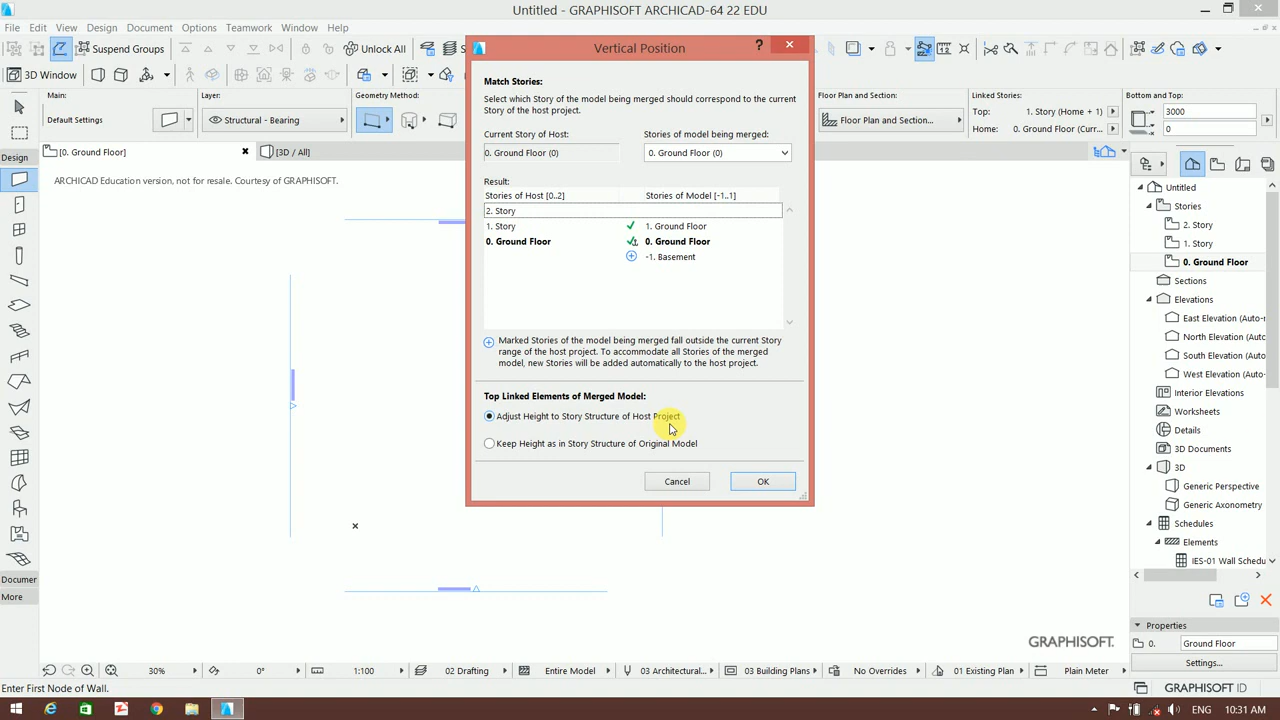 Untitled - GRAPHISOFT ARCHICAD-64 22 EDU
File Edit View Design Document Options Teamwork Window Help
Suspend Groups
Unlock All
3D Window
Main:
Default Settings
Layer:
Structural - Bearing
Geometry Method:
Floor Plan and Section:
Floor Plan and Section...
Linked Stories:
Top: 1. Story (Home + 1)
Home: 0. Ground Floor (Curr...
Bottom and Top:
3000
0
[0. Ground Floor]
[3D / All]
Design
ARCHICAD Education version, not for resale. Courtesy of GRAPHISOFT.
Vertical Position
?
Match Stories:
Select which Story of the model being merged should correspond to the current
Story of the host project.
Current Story of Host:
Stories of model being merged:
0. Ground Floor (0)
0. Ground Floor (0)
Result:
Stories of Host [0..2]
Stories of Model [-1..1]
2. Story
1. Story
1. Ground Floor
0. Ground Floor
0. Ground Floor
-1. Basement
Marked Stories of the model being merged fall outside the current Story
range of the host project. To accommodate all Stories of the merged
model, new Stories will be added automatically to the host project.
Top Linked Elements of Merged Model:
Adjust Height to Story Structure of Host Project
Keep Height as in Story Structure of Original Model
Cancel
OK
Untitled
Stories
2. Story
1. Story
0. Ground Floor
Sections
Elevations
East Elevation (Auto-r
North Elevation (Auto-
South Elevation (Auto-
West Elevation (Auto-r
Interior Elevations
Worksheets
Details
3D Documents
3D
Generic Perspective
Generic Axonometry
Schedules
Elements
IES-01 Wall Schedu
Documer
More
GRAPHISOFT.
Properties
0.
Ground Floor
Settings...
30%
0°
1:100
02 Drafting
Entire Model
03 Architectural...
03 Building Plans
No Overrides
01 Existing Plan
Plain Meter
Enter First Node of Wall.
GRAPHISOFT ID
ENG
10:31 AM